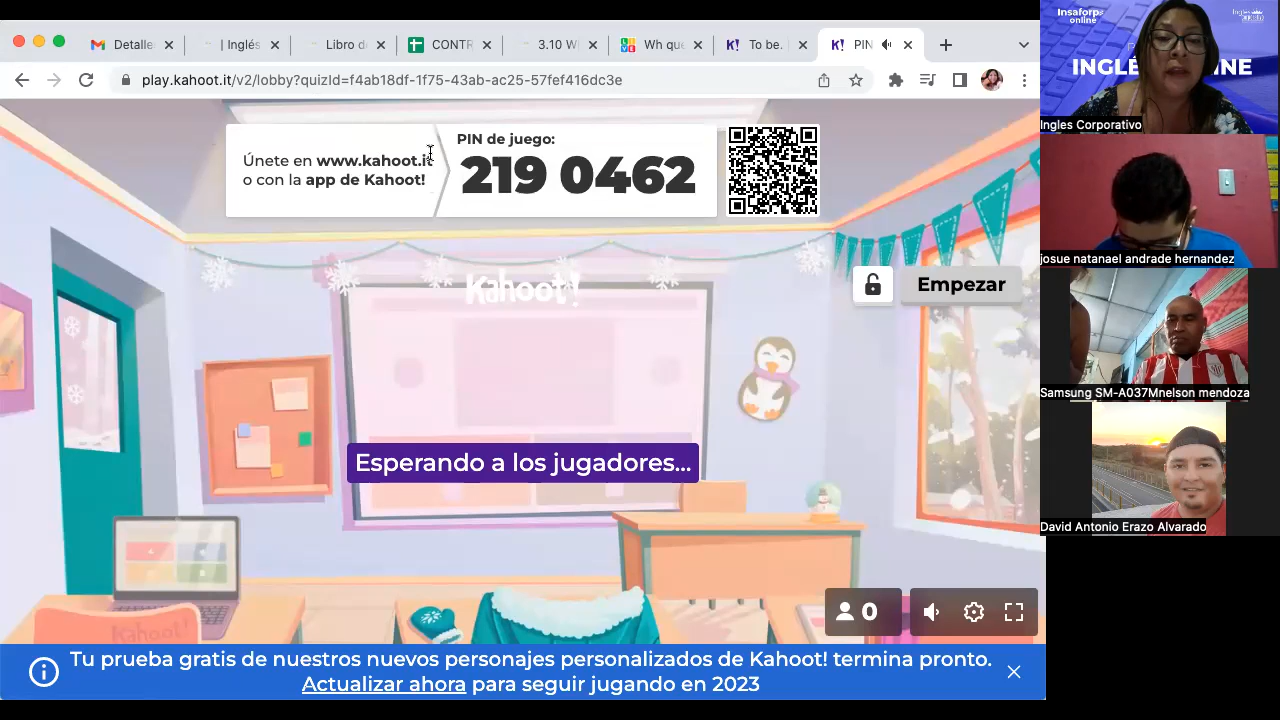 Detalle
| Inglés
Libro d
CONTR
3.10 W
Wh que
To be.
PIN
play.kahoot.it/v2/lobby?quizId=f4ab18df-1f75-43ab-ac25-57fef416dc3e
Únete en www.kahoot.it
o con la app de Kahoot!
PIN de juego:
219 0462
Kahoot!
Empezar
Esperando a los jugadores...
Kahoot!
0
Tu prueba gratis de nuestros nuevos personajes personalizados de Kahoot! termina pronto.
Actualizar ahora para seguir jugando en 2023
Insaforp
online
Inglés
INGLÉ
INE
Ingles Corporativo
josue natanael andrade hernandez
Samsung SM-A037Mnelson mendoza
David Antonio Erazo Alvarado